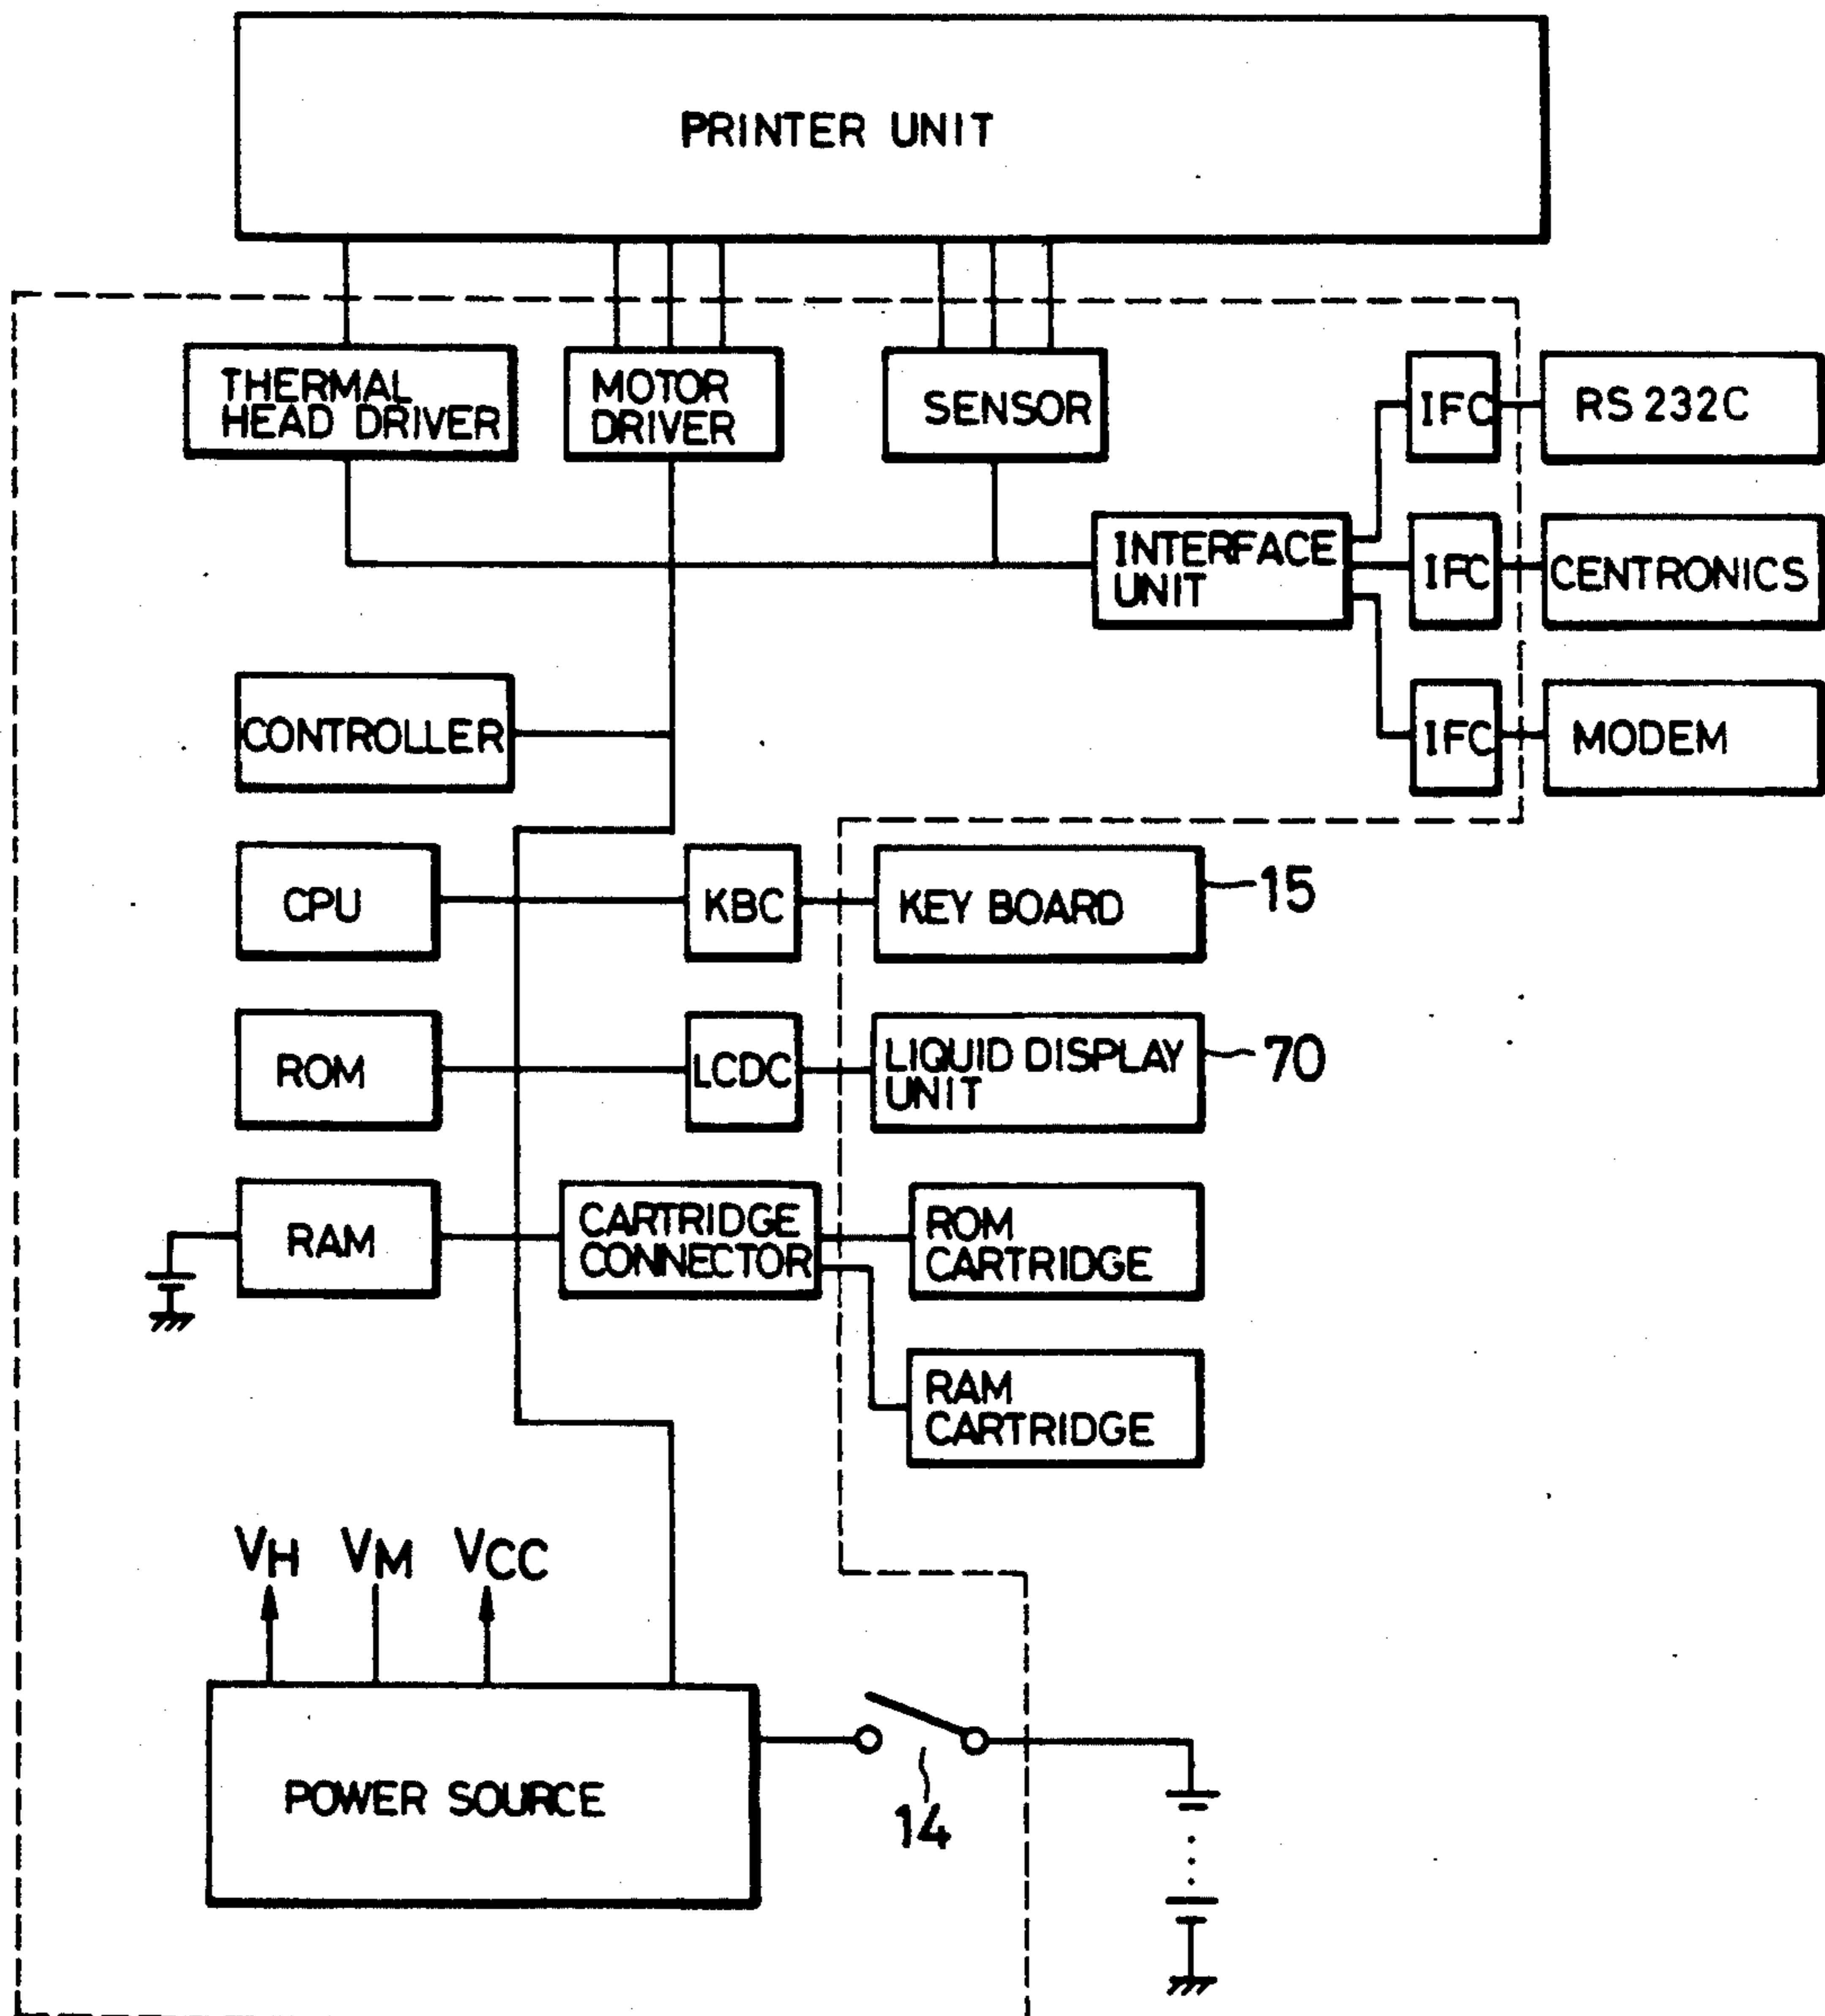 PRINTER UNIT
THERMAL
HEAD DRIVER
MOTOR
DRIVER
SENSOR
IFC
RS 232C
INTERFACE
UNIT
IFC
CENTRONICS
CONTROLLER
IFC
MODEM
CPU
KBC
KEY BOARD
15
ROM
LCDC
LIQUID DISPLAY
UNIT
70
RAM
CARTRIDGE
CONNECTOR
ROM
CARTRIDGE
RAM
CARTRIDGE
VH
VM
VCC
POWER SOURCE
14